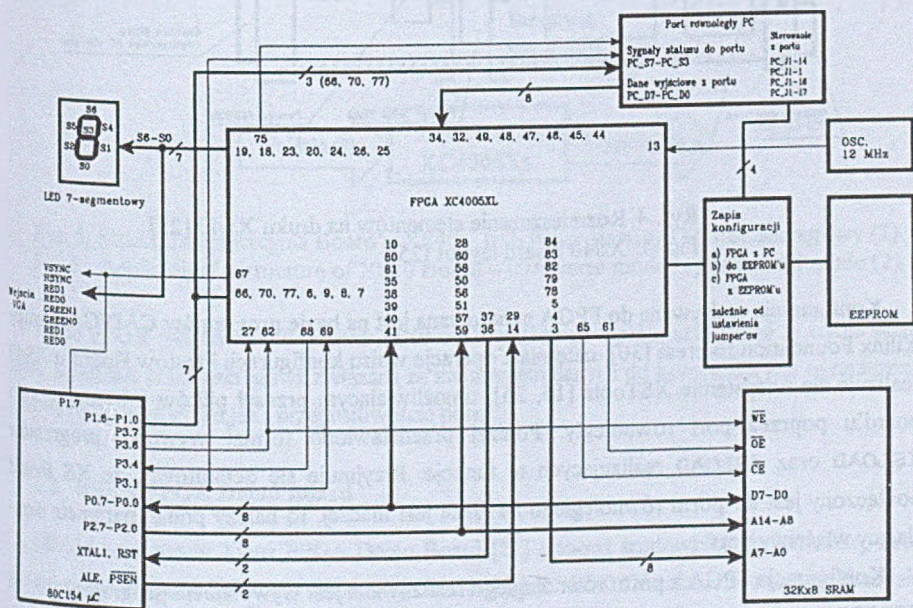 Port równoległy PC
Sygnały statusu do portu
PC_S7-PC_S3
Dane wyjściowe z portu
PC_D7-PC_D0
Sterowanie
z portu
PC_J1-14
PC_J1-1
PC_J1-16
PC_J1-17
3 (66, 70, 77)
8
S6
S5 S3 S4
S2 S1
S0
LED 7-segmentowy
S6-S0
7
75
19, 18, 23, 20, 24, 26, 25
34, 32, 49, 48, 47, 46, 45, 44
13
OSC.
12 MHz
4
FPGA XC4005XL
67
66, 70, 77, 6, 9, 8, 7
27 62 68 69
10
80
81
35
38
39
40
41
37
36
28
60
58
50
56
51
57
59
29
14
84
83
82
79
78
5
4
3
65 61
Zapis
konfiguracji
a) FPGA z PC
b) do EEPROM'u
c) FPGA
z EEPROM'u
zależnie od
ustawienia
jumper'ów
EEPROM
Wejścia
VGA
VSYNC
HSYNC
RED1
RED0
GREEN1
GREEN0
RED1
RED0
7
P1.7
P1.6-P1.0
P3.7
P3.6
P3.4
P3.1
P0.7-P0.0
P2.7-P2.0
XTAL1, RST
ALE, PSEN
80C154 µC
8
8
2
2
8
WE
OE
CS
D7-D0
A14-A8
A7-A0
32Kx8 SRAM